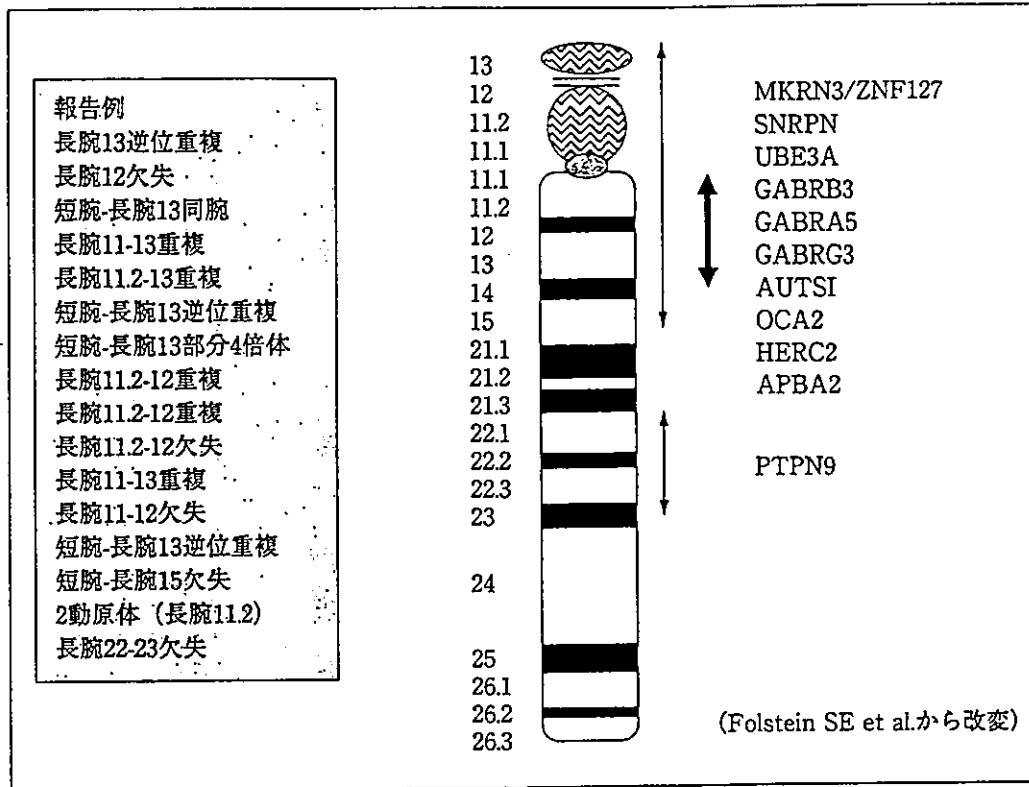 報告例
長腕13逆位重複
長腕12欠失
短腕-長腕13同腕
長腕11-13重複
長腕11.2-13重複
短腕-長腕13逆位重複
短腕-長腕13部分4倍体
長腕11.2-12重複
長腕11.2-12重複
長腕11.2-12欠失
長腕11-13重複
長腕11-12欠失
短腕-長腕13逆位重複
短腕-長腕15欠失
2動原体（長腕11.2）
長腕22-23欠失
13
12
11.2
11.1
11.1
11.2
12
13
14
15
21.1
21.2
21.3
22.1
22.2
22.3
23
24
25
26.1
26.2
26.3
MKRN3/ZNF127
SNRPN
UBE3A
GABRB3
GABRA5
GABRG3
AUTSI
OCA2
HERC2
APBA2
PTPN9
(Folstein SE et al.から改変)